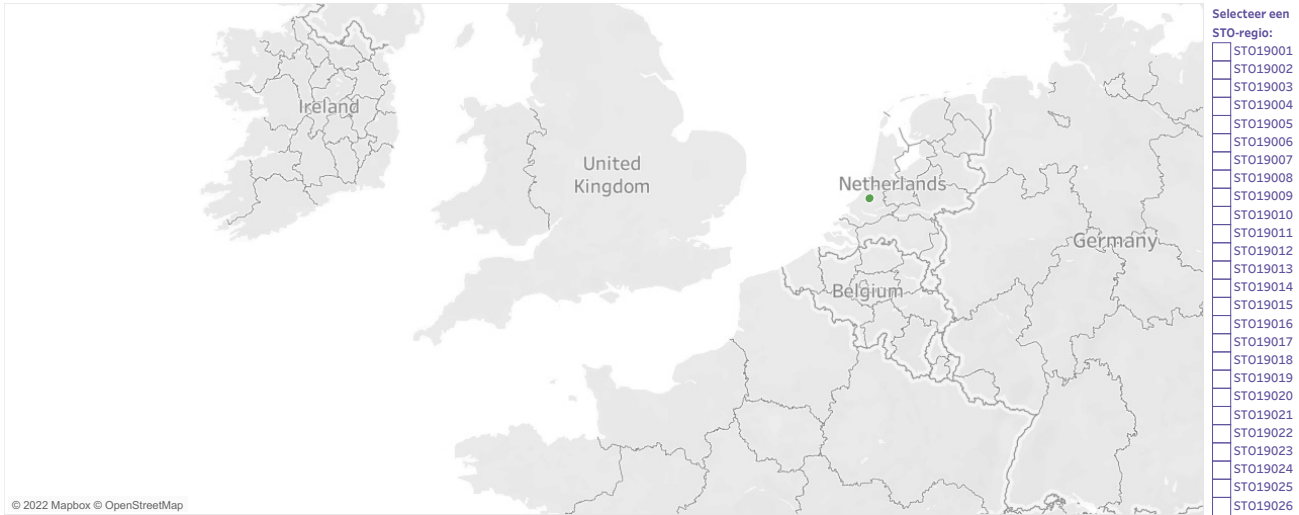 Ireland
United
Kingdom
Netherlands
Germany
Belgium
© 2022 Mapbox © OpenStreetMap
Selecteer een
STO-regio:
STO19001
STO19002
STO19003
STO19004
STO19005
STO19006
STO19007
STO19008
STO19009
STO19010
STO19011
STO19012
STO19013
STO19014
STO19015
STO19016
STO19017
STO19018
STO19019
STO19020
STO19021
STO19022
STO19023
STO19024
STO19025
STO19026